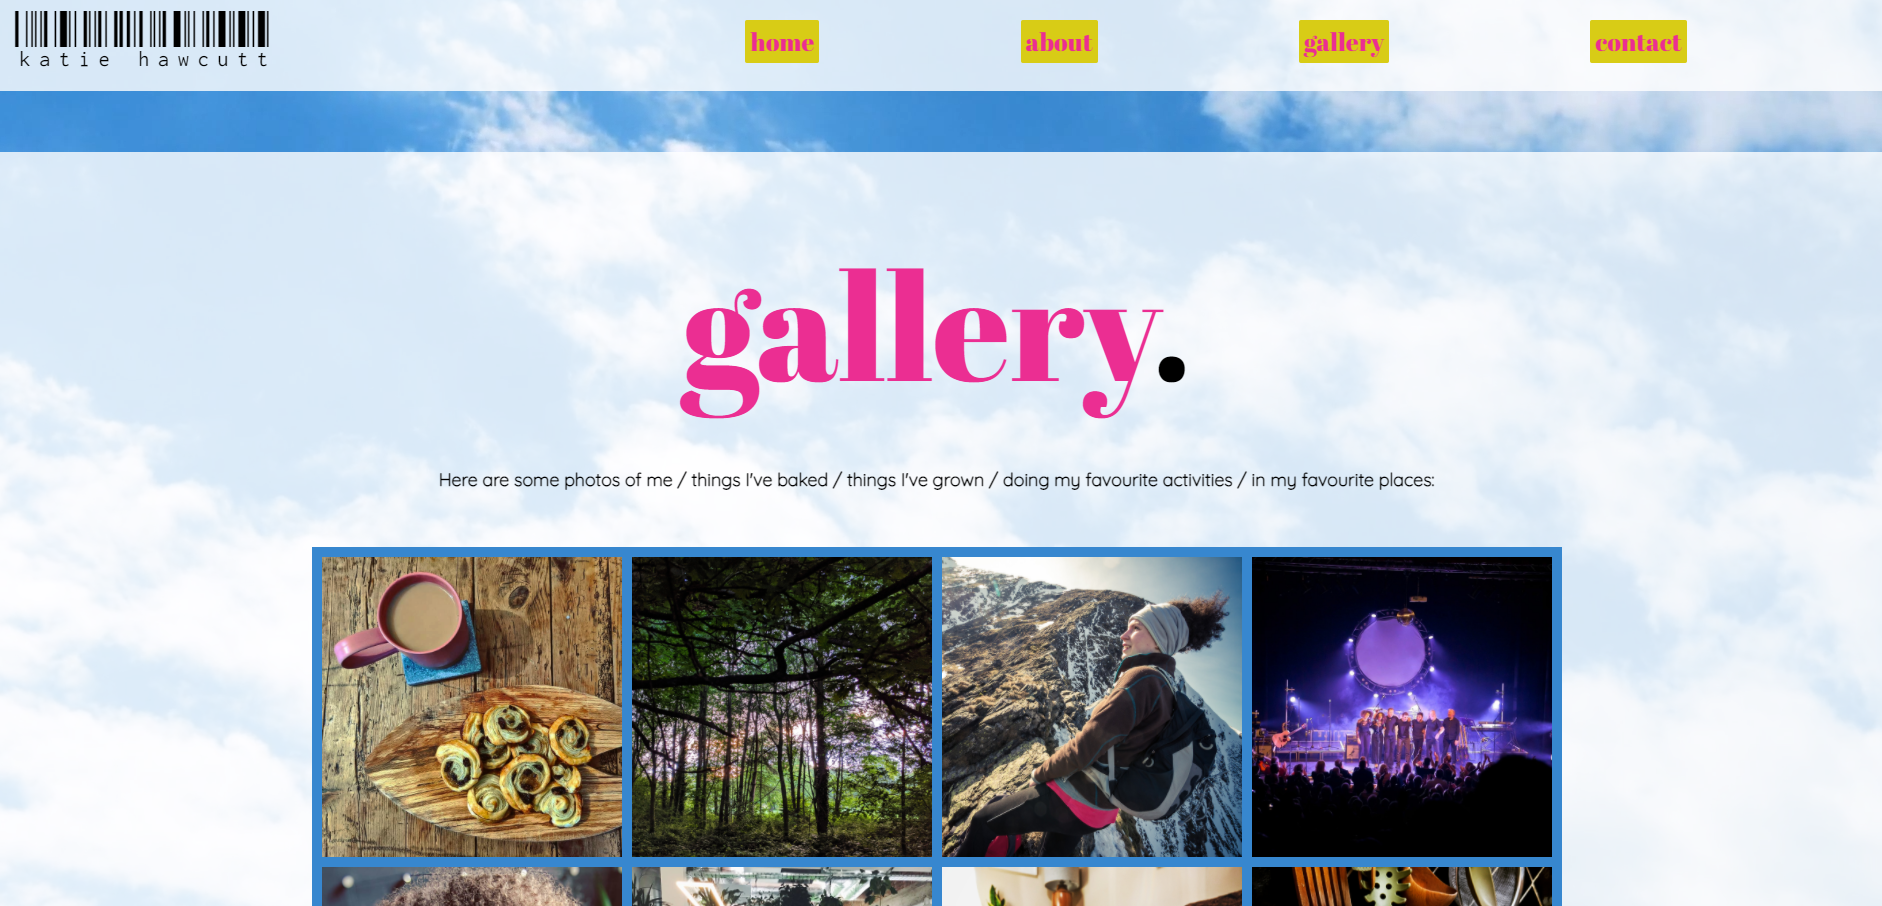 katie hawcutt
home
about
gallery
contact
gallery.
Here are some photos of me / things I've baked / things I've grown / doing my favourite activities / in my favourite places: